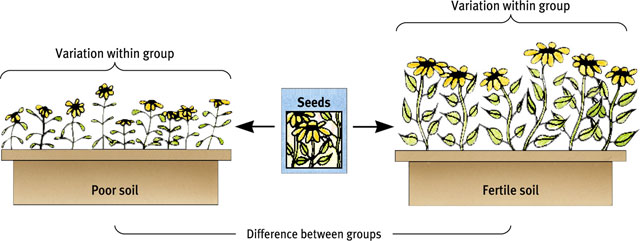 Variation within group
Variation within group
Seeds
Poor soil
Fertile soil
Difference between groups